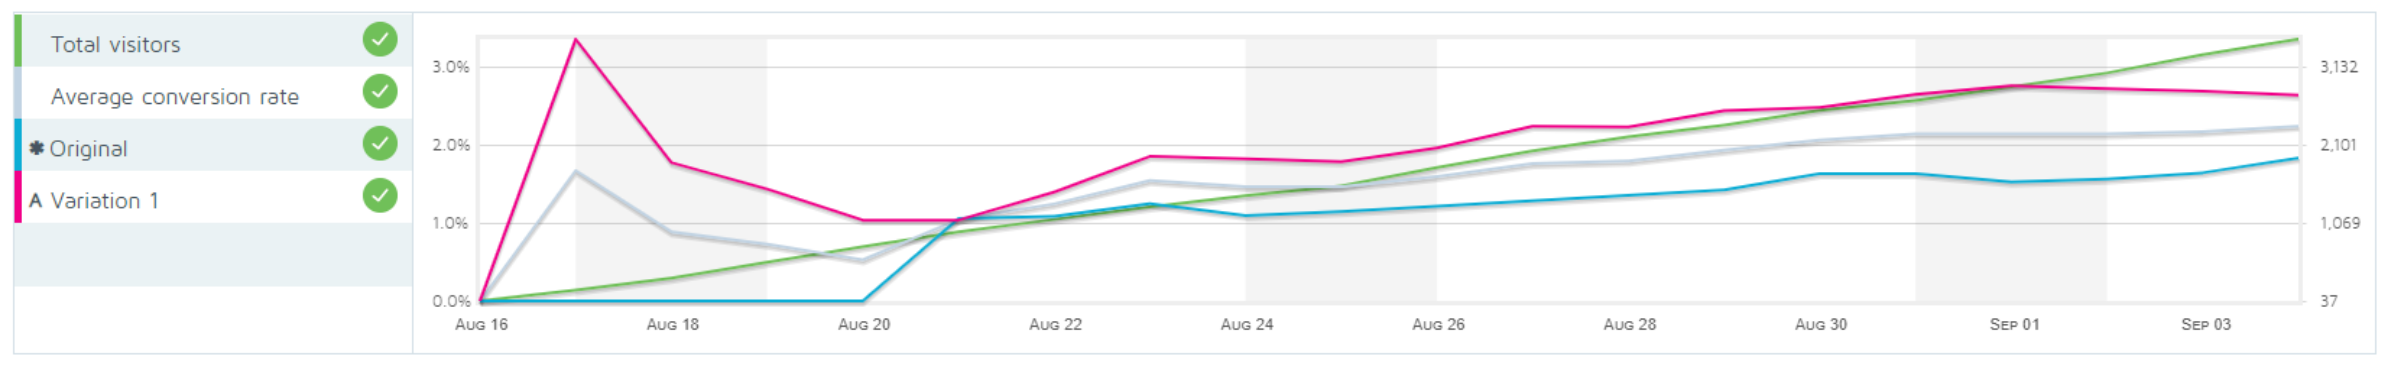 Total visitors
Average conversion rate
✱ Original
A Variation 1
3.0%
2.0%
1.0%
0.0%
3,132
2,101
1,069
37
Aug 16 Aug 18 Aug 20 Aug 22 Aug 24 Aug 26 Aug 28 Aug 30 Sep 01 Sep 03